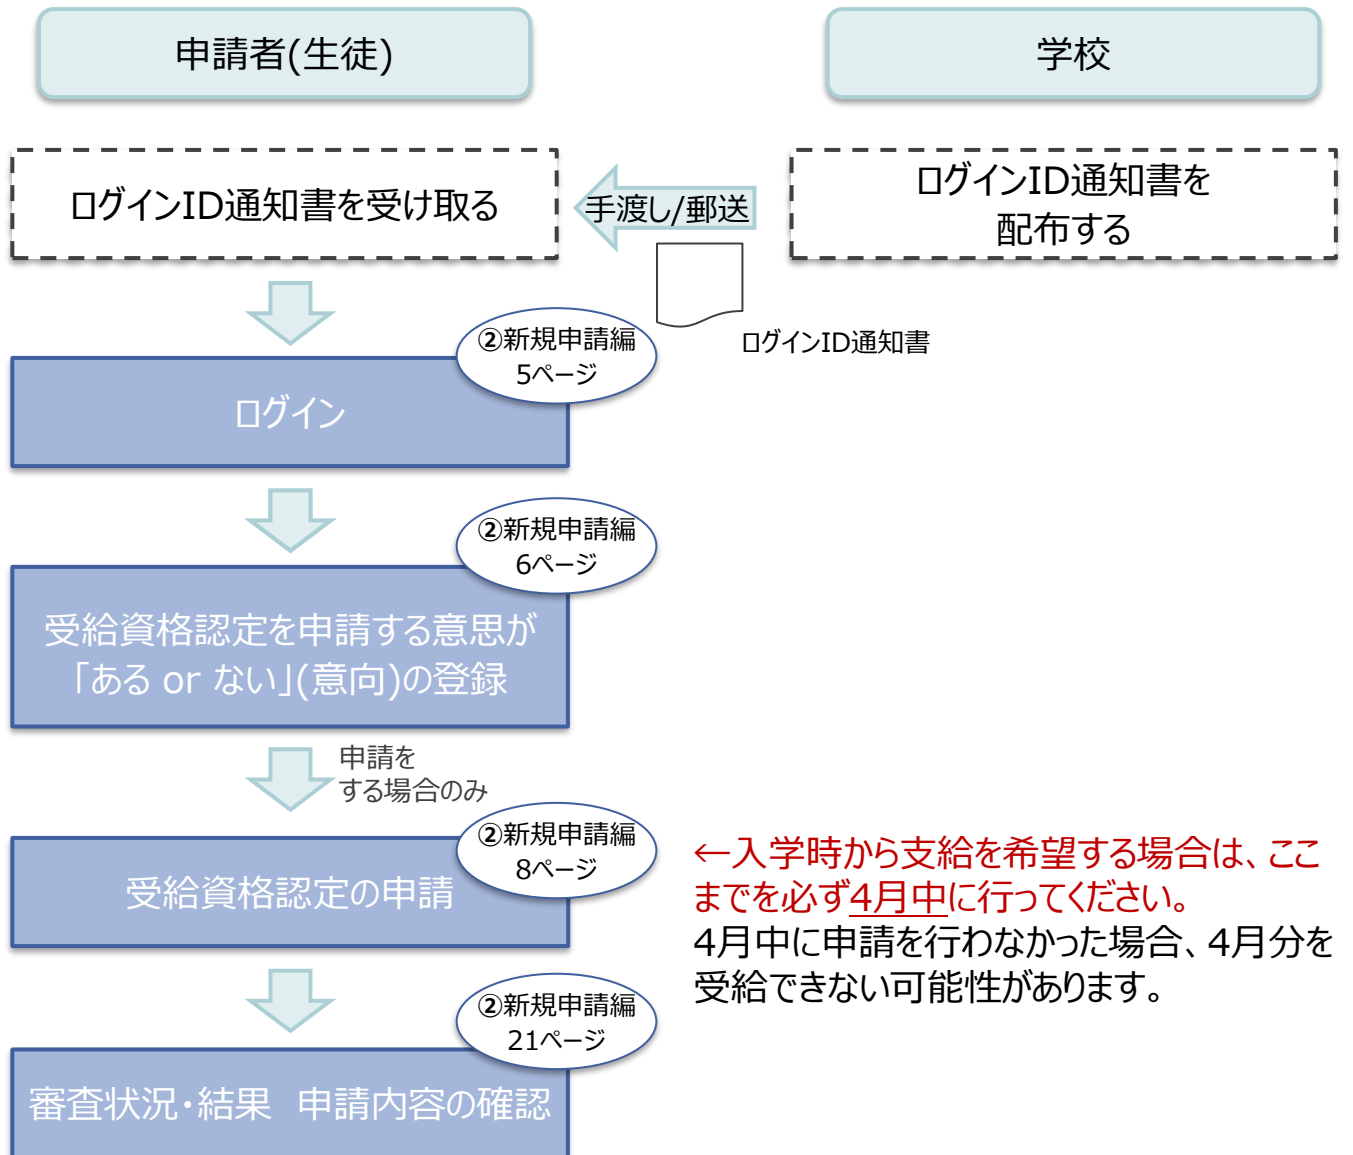 申請者(生徒)
学校
ログインID通知書を受け取る
手渡し/郵送
ログインID通知書を
配布する
ログインID通知書
②新規申請編
5ページ
ログイン
②新規申請編
6ページ
受給資格認定を申請する意思が
「ある or ない」(意向)の登録
申請を
する場合のみ
②新規申請編
8ページ
受給資格認定の申請
←入学時から支給を希望する場合は、ここ
までを必ず4月中に行ってください。
4月中に申請を行わなかった場合、4月分を
受給できない可能性があります。
②新規申請編
21ページ
審査状況・結果　申請内容の確認